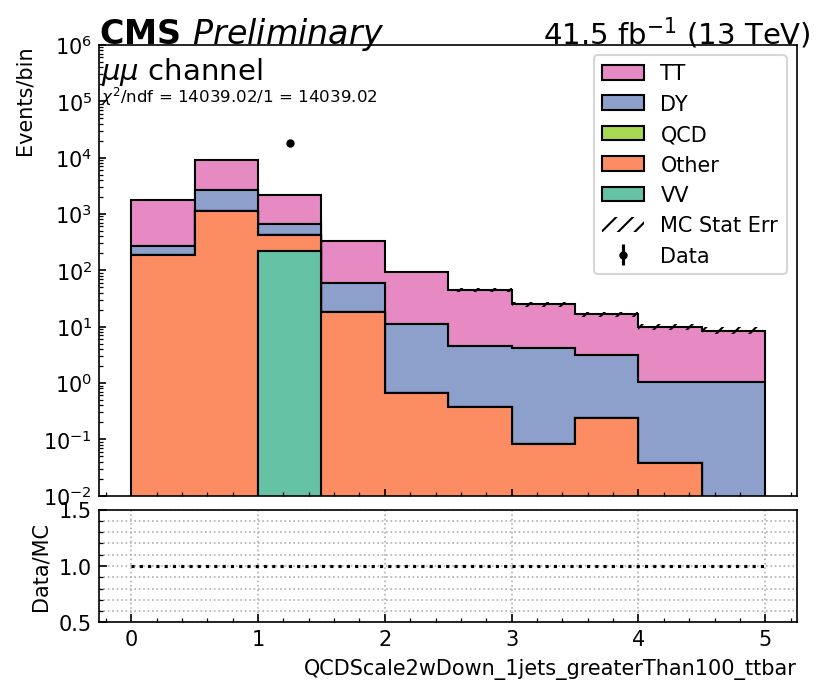 CMS Preliminary 41.5 fb⁻¹ (13 TeV)
μμ channel
χ²/ndf = 14039.02/1 = 14039.02
Events/bin
10⁶
10⁵
10⁴
10³
10²
10¹
10⁰
10⁻¹
10⁻²
TT
DY
QCD
Other
VV
MC Stat Err
Data
Data/MC
1.5
1.0
0.5
0 1 2 3 4 5
QCDScale2wDown_1jets_greaterThan100_ttbar